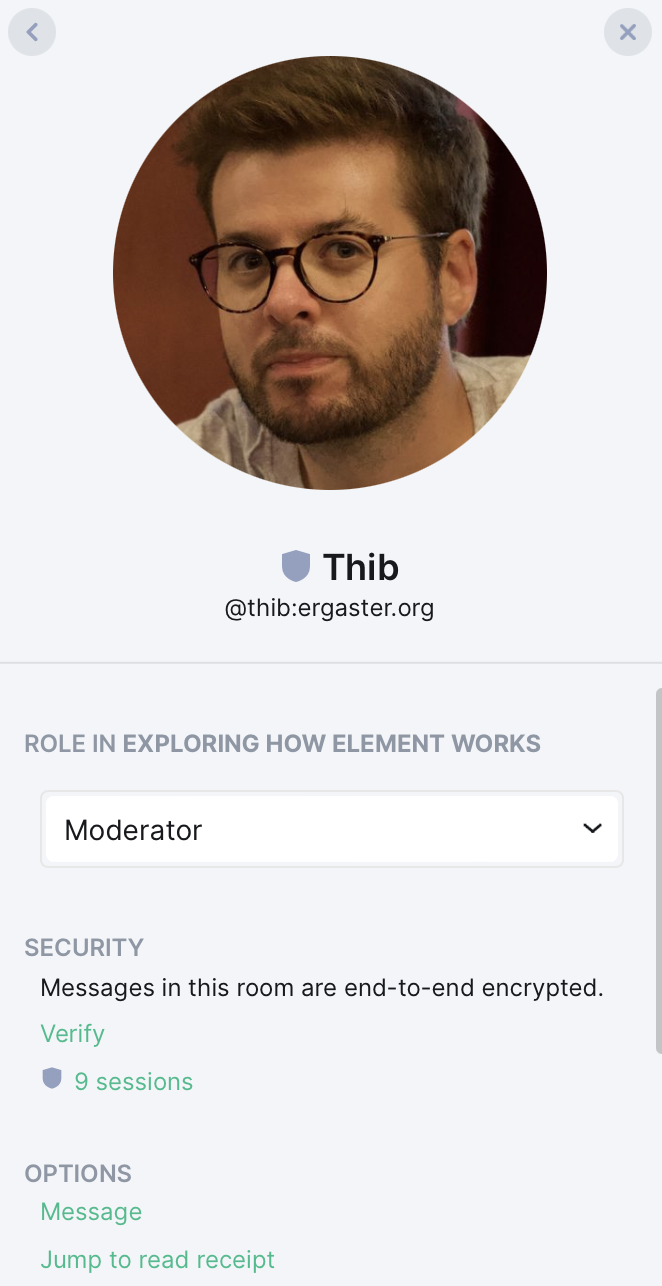 Thib
@thib:ergaster.org
ROLE IN EXPLORING HOW ELEMENT WORKS
Moderator
SECURITY
Messages in this room are end-to-end encrypted.
Verify
9 sessions
OPTIONS
Message
Jump to read receipt